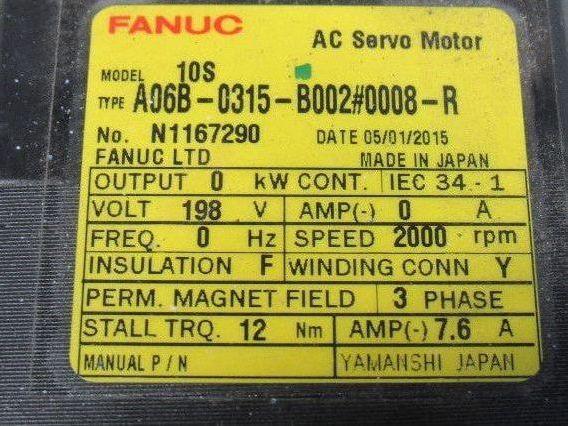 FANUC
AC Servo Motor
MODEL 10S
TYPE A06B-0315-B002#0008-R
No. N1167290 DATE 05/01/2015
FANUC LTD MADE IN JAPAN
OUTPUT 0 kW CONT. IEC 34-1
VOLT 198 V AMP(~) 0 A
FREQ. 0 Hz SPEED 2000 rpm
INSULATION F WINDING CONN Y
PERM. MAGNET FIELD 3 PHASE
STALL TRQ. 12 Nm AMP(~) 7.6 A
MANUAL P/N YAMANSHI JAPAN